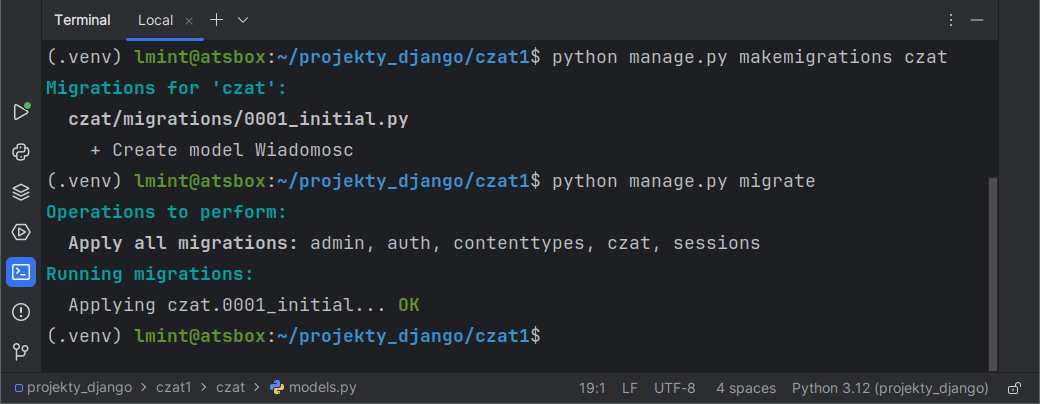 Terminal Local
(.venv) lmint@atsbox:~/projekty_django/czat1$ python manage.py makemigrations czat
Migrations for 'czat':
  czat/migrations/0001_initial.py
    + Create model Wiadomosc
(.venv) lmint@atsbox:~/projekty_django/czat1$ python manage.py migrate
Operations to perform:
  Apply all migrations: admin, auth, contenttypes, czat, sessions
Running migrations:
  Applying czat.0001_initial... OK
(.venv) lmint@atsbox:~/projekty_django/czat1$
projekty_django > czat1 > czat > models.py 19:1 LF UTF-8 4 spaces Python 3.12 (projekty_django)